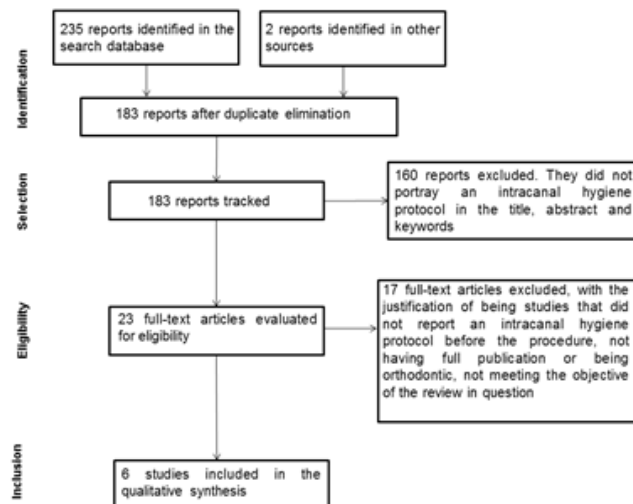 235 reports identified in the
search database
2 reports identified in other
sources
Identification
183 reports after duplicate elimination
Selection
183 reports tracked
160 reports excluded. They did not
portray an intracanal hygiene
protocol in the title, abstract and
keywords
Eligibility
23 full-text articles evaluated
for eligibility
17 full-text articles excluded, with the
justification of being studies that did
not report an intracanal hygiene
protocol before the procedure, not
having full publication or being
orthodontic, not meeting the objective
of the review in question
Inclusion
6 studies included in the
qualitative synthesis